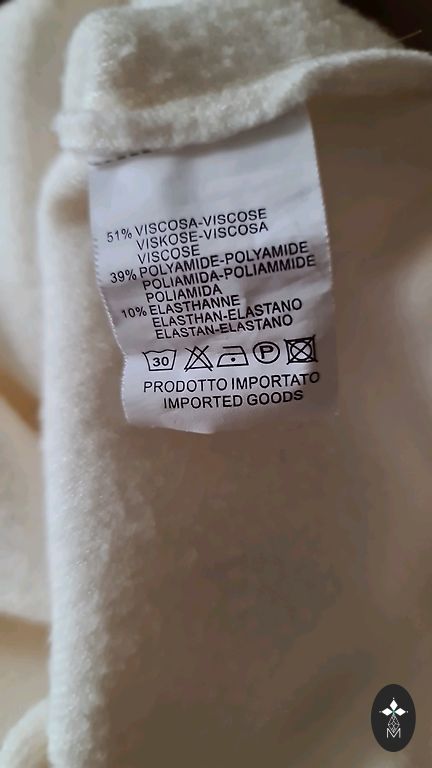 51% VISCOSA-VISCOSE
VISKOSE-VISCOSA
VISCOSE
39% POLYAMIDE-POLYAMIDE
POLIAMIDA-POLIAMMIDE
POLIAMIDA
10% ELASTHANNE
ELASTHAN-ELASTANO
ELASTAN-ELASTANO
30 P
PRODOTTO IMPORTATO
IMPORTED GOODS
M